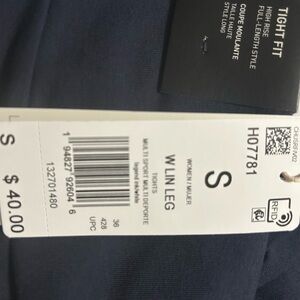 TIGHT FIT
HIGH RISE
FULL-LENGTH STYLE
COUPE MOULANTE
TAILLE HAUTE
STYLE LONG
CHUSREV02
H07781
RFID
S
WOMEN / MUJER
W LIN LEG
TIGHTS
MULTI SPORT/MULTI DEPORTE
legend ink/white
36
428
UPC
1 94827 92604 6
132701480
S $ 40.00